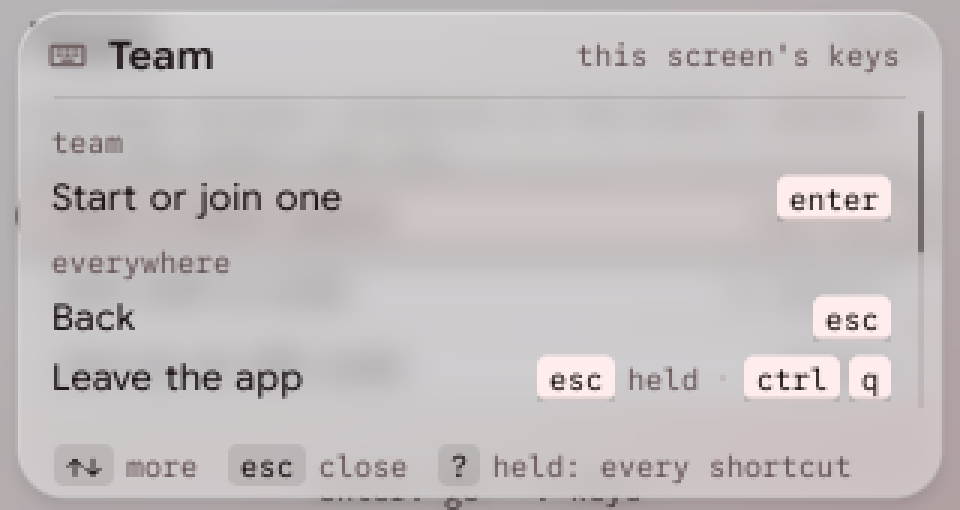 Team this screen's keys
team
Start or join one enter
everywhere
Back esc
Leave the app esc held · ctrl q
↑↓ more esc close ? held: every shortcut